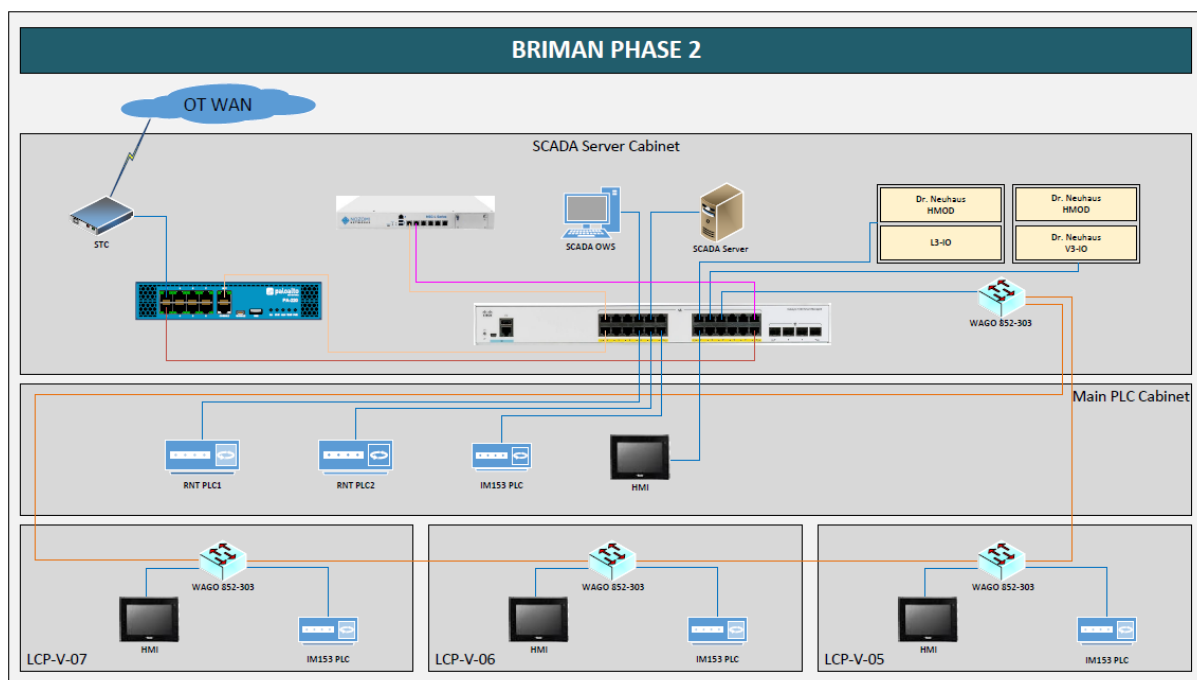 BRIMAN PHASE 2
OT WAN
SCADA Server Cabinet
STC
SCADA OWS
SCADA Server
Dr. Neuhaus
HMOD
L3-IO
Dr. Neuhaus
HMOD
Dr. Neuhaus
V3-IO
paloalto
PA-220
WAGO 852-303
Main PLC Cabinet
RNT PLC1
RNT PLC2
IM153 PLC
HMI
WAGO 852-303
HMI
IM153 PLC
LCP-V-07
WAGO 852-303
HMI
IM153 PLC
LCP-V-06
WAGO 852-303
HMI
IM153 PLC
LCP-V-05